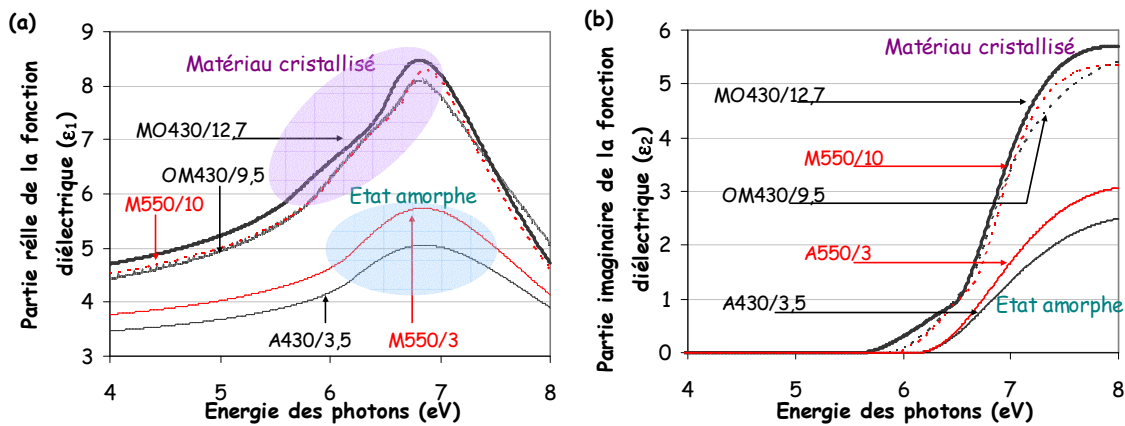 (a)
Partie rélle de la fonction
diélectrique (ε₁)
9
8
7
6
5
4
3
Matériau cristallisé
MO430/12,7
OM430/9,5
M550/10
Etat amorphe
A430/3,5
M550/3
4 5 6 7 8
Energie des photons (eV)
(b)
Partie imaginaire de la fonction
diélectrique (ε₂)
6
5
4
3
2
1
0
Matériau cristallisé
MO430/12,7
M550/10
OM430/9,5
A550/3
A430/3,5
Etat amorphe
4 5 6 7 8
Energie des photons (eV)